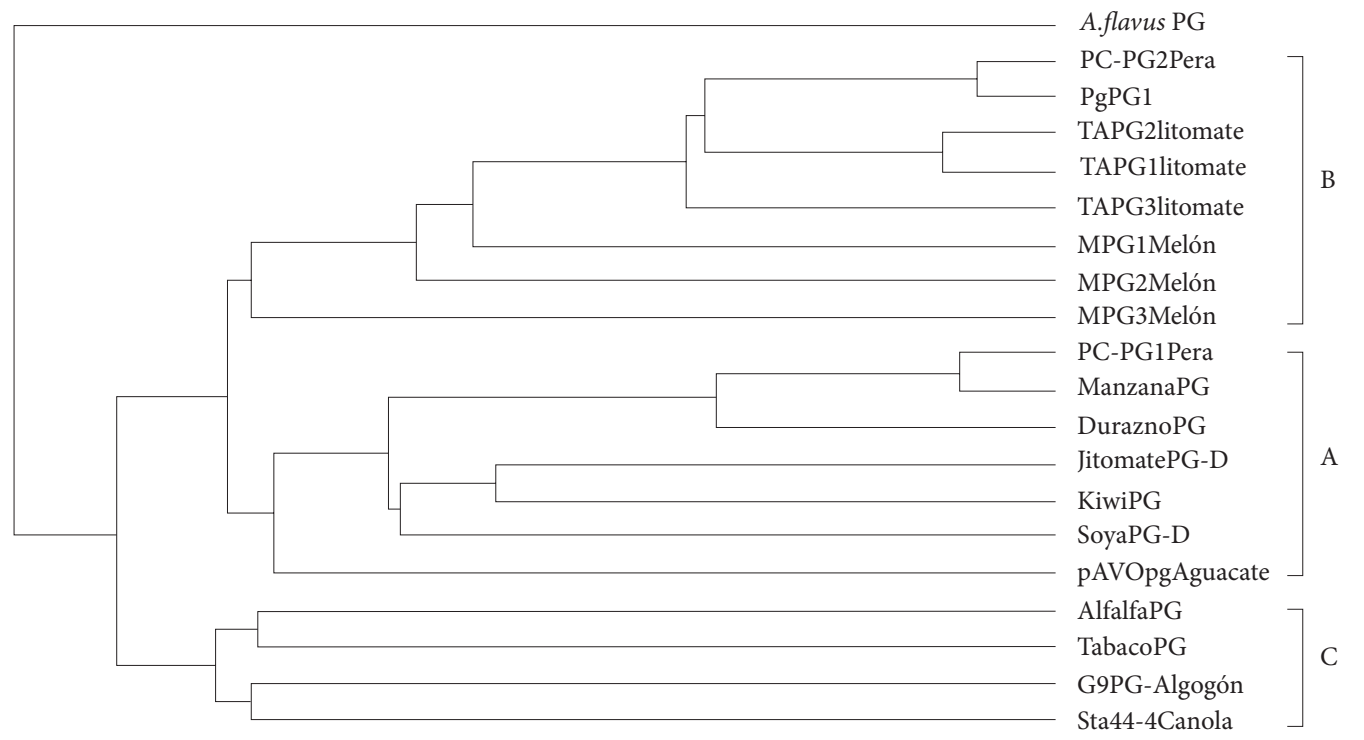 A.flavus PG
PC-PG2Pera
PgPG1
TAPG2litomate
TAPG1litomate
B
TAPG3litomate
MPG1Melón
MPG2Melón
MPG3Melón
PC-PG1Pera
ManzanaPG
DuraznoPG
A
JitomatePG-D
KiwiPG
SoyaPG-D
pAVOpgAguacate
AlfalfaPG
TabacoPG
C
G9PG-Algogón
Sta44-4Canola